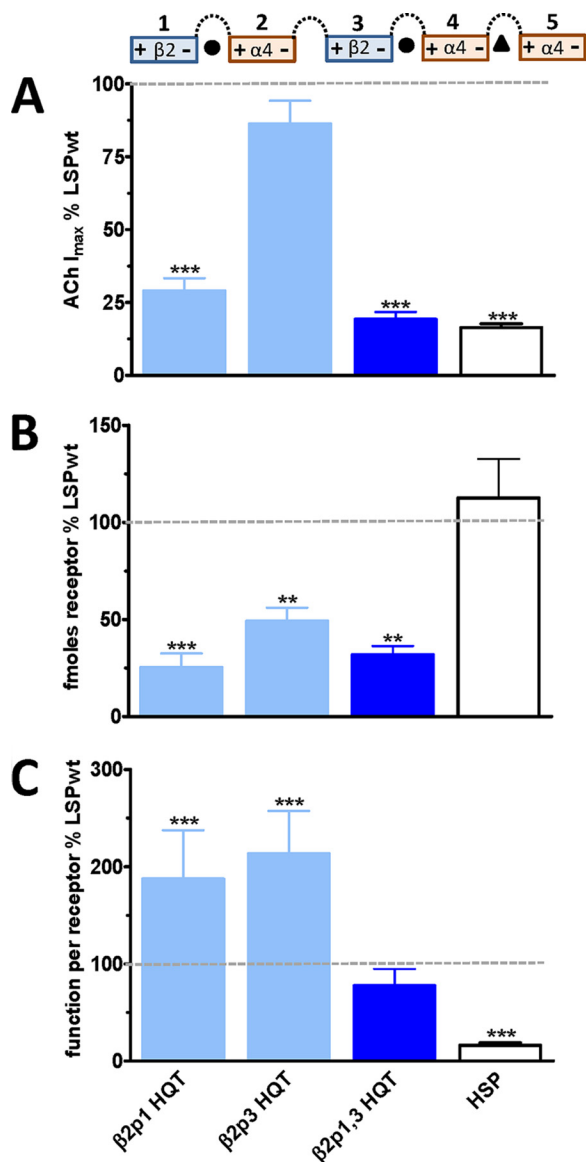 1 2 3 4 5
+ β2 - + α4 - + β2 - + α4 - + α4 -
A
ACh Imax % LSPwt
100
75
50
25
0
***
***
***
B
fmoles receptor % LSPwt
150
100
50
0
***
**
**
C
function per receptor % LSPwt
300
200
100
0
***
***
***
β2p1 HQT
β2p3 HQT
β2p1,3 HQT
HSP